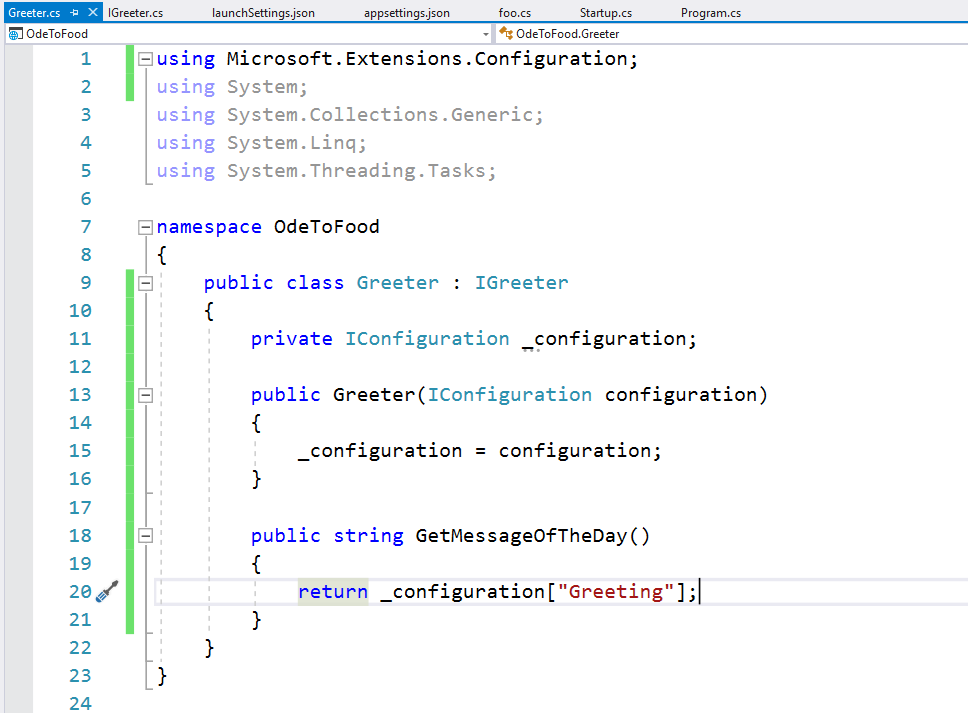 Greeter.cs IGreeter.cs launchSettings.json appsettings.json foo.cs Startup.cs Program.cs
OdeToFood OdeToFood.Greeter
1 using Microsoft.Extensions.Configuration;
2 using System;
3 using System.Collections.Generic;
4 using System.Linq;
5 using System.Threading.Tasks;
6
7 namespace OdeToFood
8 {
9 public class Greeter : IGreeter
10 {
11 private IConfiguration _configuration;
12
13 public Greeter(IConfiguration configuration)
14 {
15 _configuration = configuration;
16 }
17
18 public string GetMessageOfTheDay()
19 {
20 return _configuration["Greeting"];
21 }
22 }
23 }
24